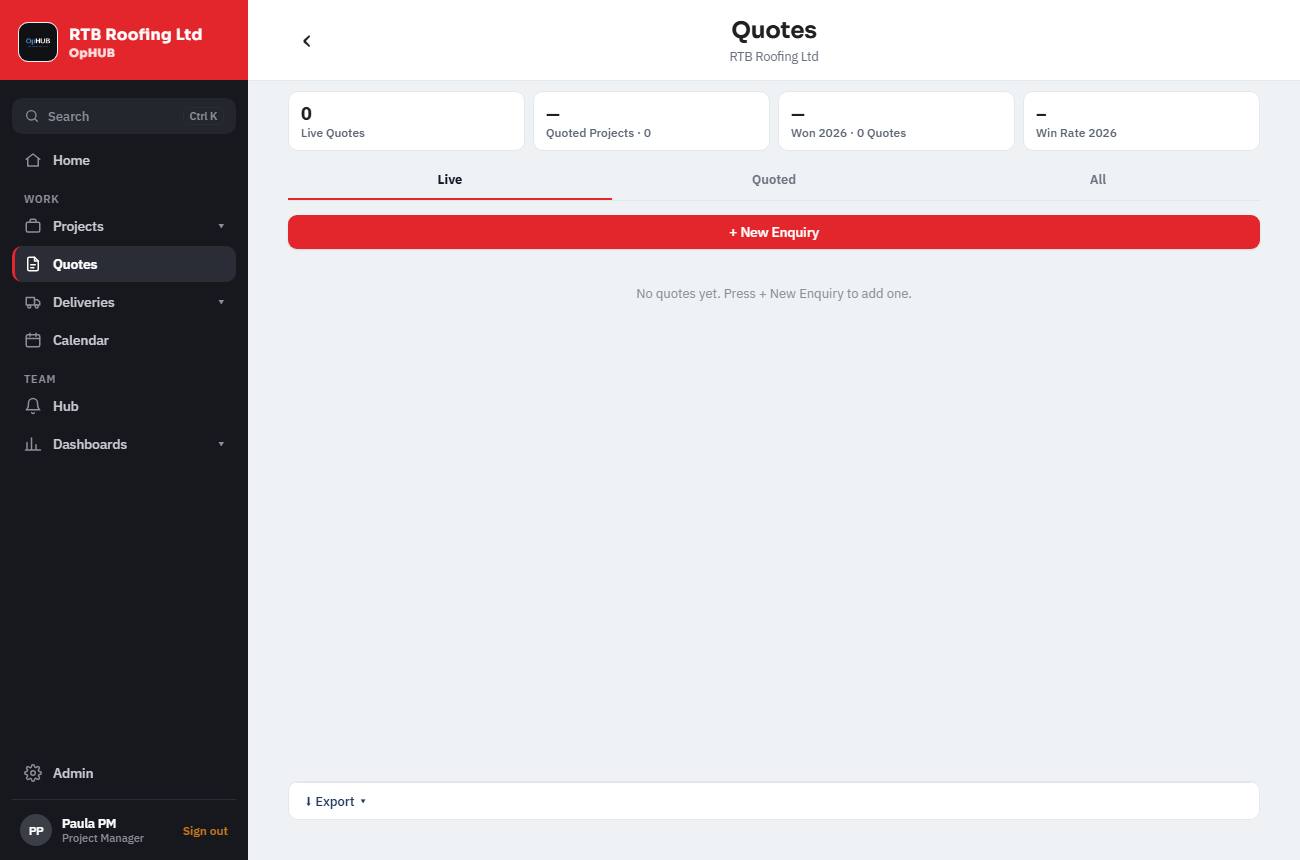 OpHUB
RTB Roofing Ltd
OpHUB
Search
Ctrl K
Home
WORK
Projects
Quotes
Deliveries
Calendar
TEAM
Hub
Dashboards
Admin
PP
Paula PM
Project Manager
Sign out
Quotes
RTB Roofing Ltd
0
Live Quotes
—
Quoted Projects · 0
—
Won 2026 · 0 Quotes
–
Win Rate 2026
Live
Quoted
All
+ New Enquiry
No quotes yet. Press + New Enquiry to add one.
⭳ Export ▾